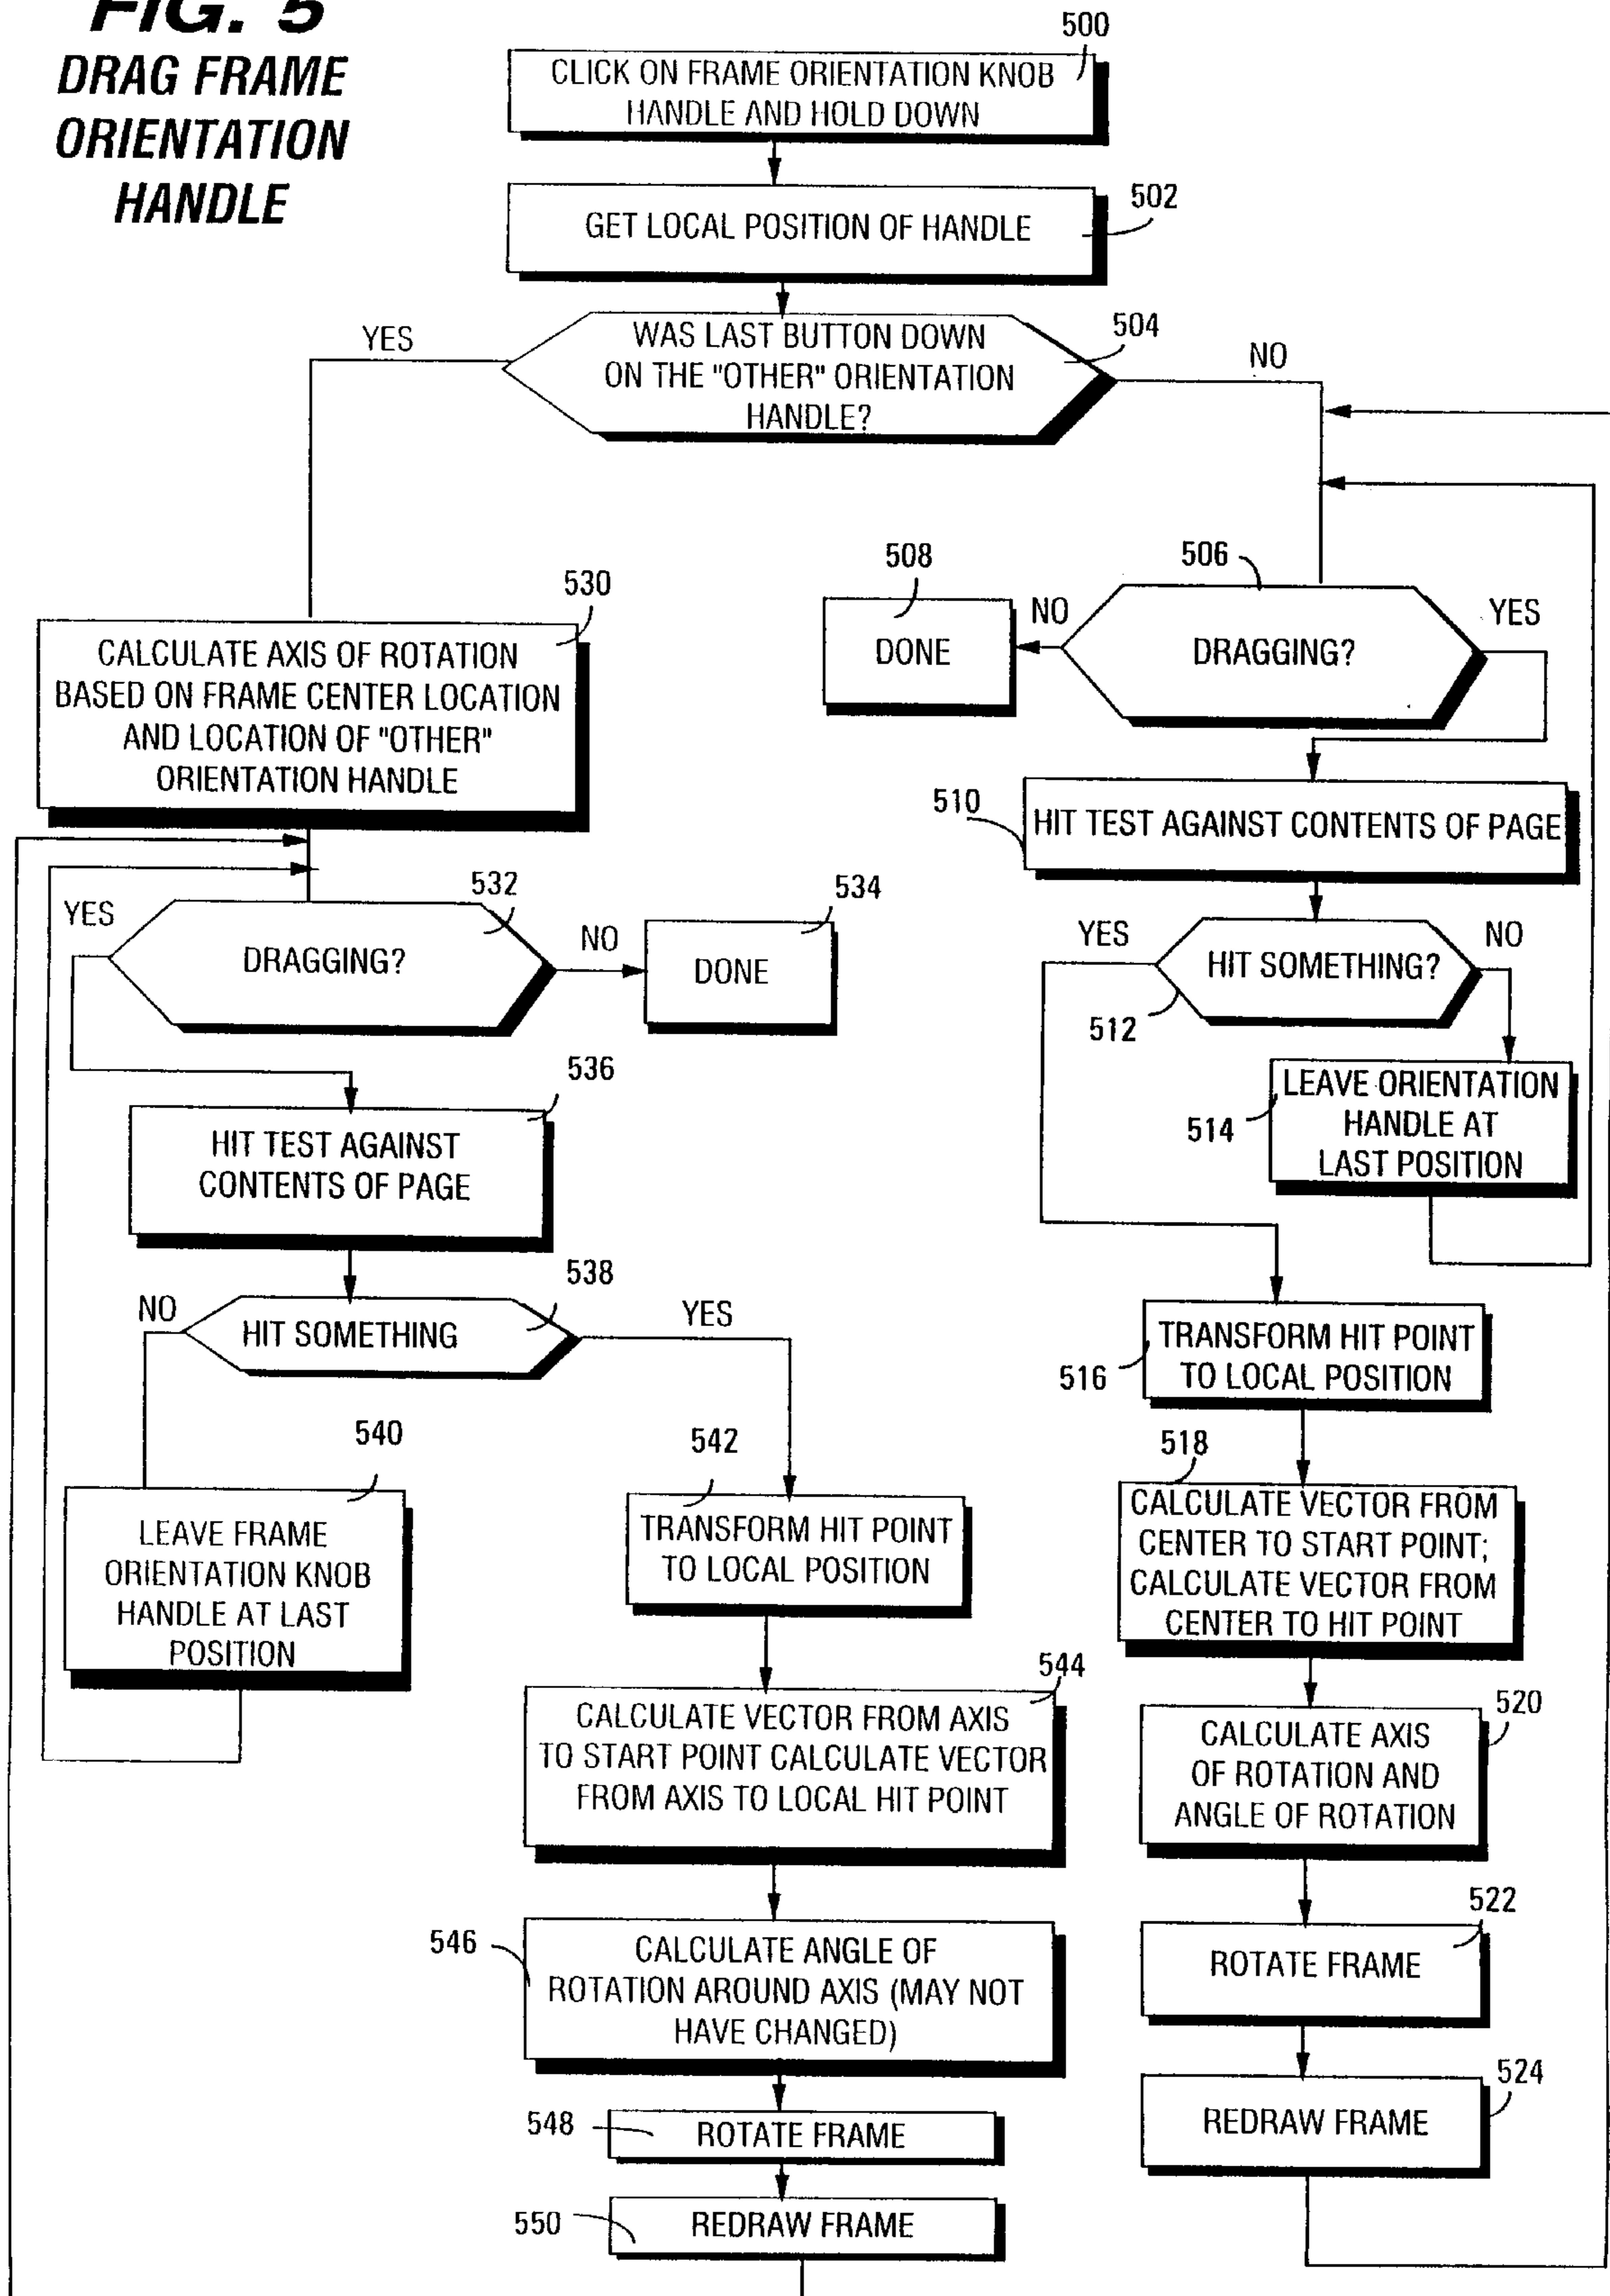 FIG. 5
DRAG FRAME
ORIENTATION
HANDLE
500
CLICK ON FRAME ORIENTATION KNOB
HANDLE AND HOLD DOWN
502
GET LOCAL POSITION OF HANDLE
504
WAS LAST BUTTON DOWN
ON THE "OTHER" ORIENTATION
HANDLE?
YES
NO
530
CALCULATE AXIS OF ROTATION
BASED ON FRAME CENTER LOCATION
AND LOCATION OF "OTHER"
ORIENTATION HANDLE
532
DRAGGING?
YES
NO
534
DONE
536
HIT TEST AGAINST
CONTENTS OF PAGE
538
HIT SOMETHING
NO
YES
540
LEAVE FRAME
ORIENTATION KNOB
HANDLE AT LAST
POSITION
542
TRANSFORM HIT POINT
TO LOCAL POSITION
544
CALCULATE VECTOR FROM AXIS
TO START POINT CALCULATE VECTOR
FROM AXIS TO LOCAL HIT POINT
546
CALCULATE ANGLE OF
ROTATION AROUND AXIS (MAY NOT
HAVE CHANGED)
548
ROTATE FRAME
550
REDRAW FRAME
506
DRAGGING?
NO
YES
508
DONE
510
HIT TEST AGAINST CONTENTS OF PAGE
512
HIT SOMETHING?
YES
NO
514
LEAVE ORIENTATION
HANDLE AT
LAST POSITION
516
TRANSFORM HIT POINT
TO LOCAL POSITION
518
CALCULATE VECTOR FROM
CENTER TO START POINT;
CALCULATE VECTOR FROM
CENTER TO HIT POINT
520
CALCULATE AXIS
OF ROTATION AND
ANGLE OF ROTATION
522
ROTATE FRAME
524
REDRAW FRAME